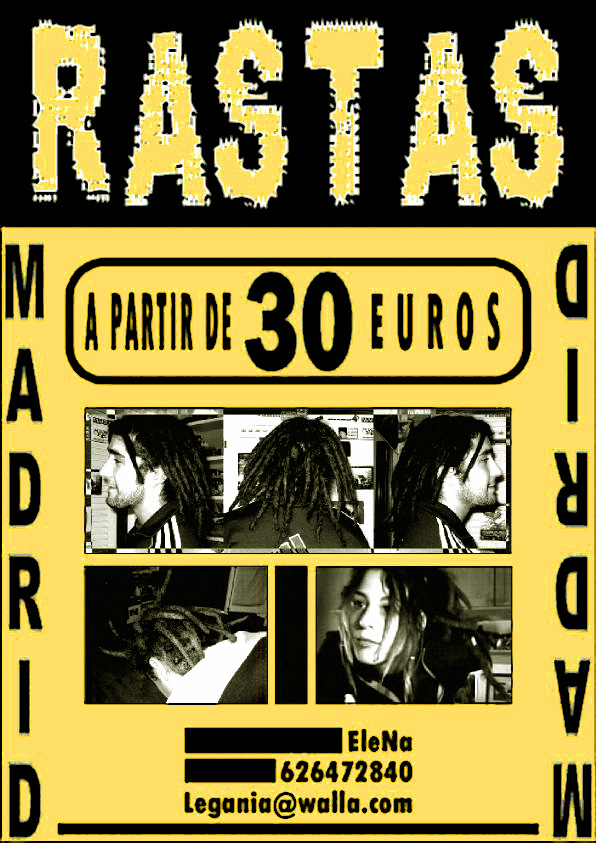 RASTAS
MADRID
A PARTIR DE 30 EUROS
MADRID
EleNa
626472840
Legania@walla.com